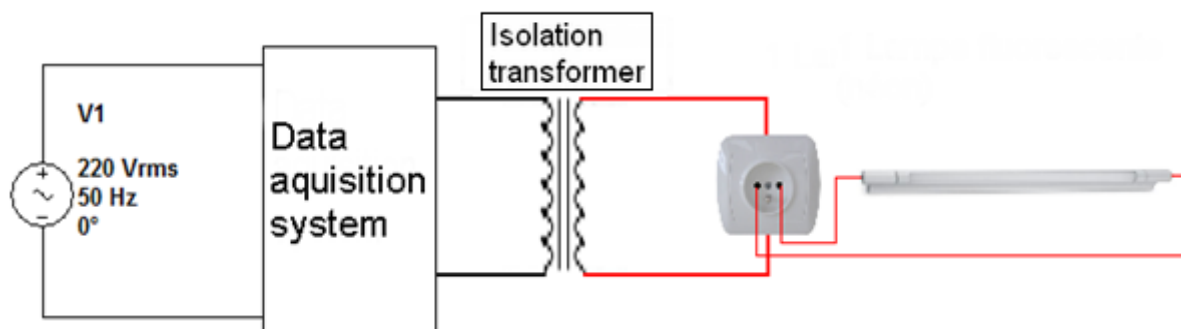 Isolation
transformer
V1
220 Vrms
50 Hz
0°
Data
aquisition
system